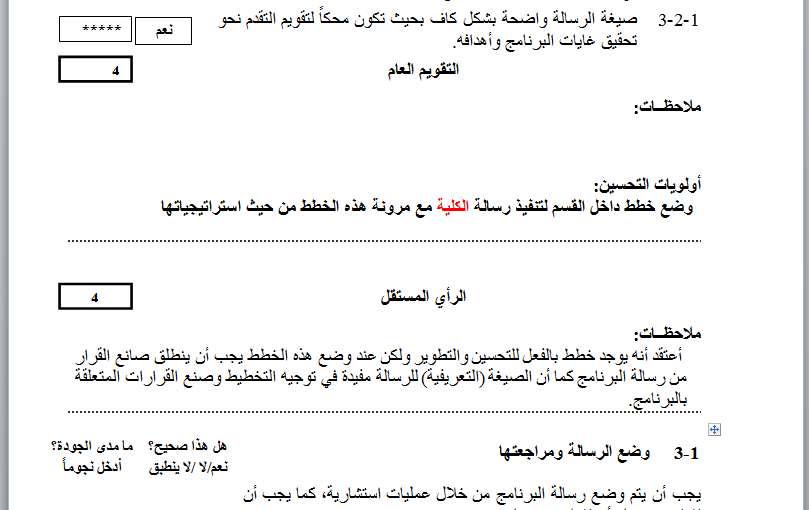 3-2-1 صيغة الرسالة واضحة بشكل كاف بحيث تكون محكاً لتقويم التقدم نحو نعم *****
تحقيق غايات البرنامج وأهدافه.
التقويم العام 4
ملاحظــات:
أولويات التحسين:
وضع خطط داخل القسم لتنفيذ رسالة الكلية مع مرونة هذه الخطط من حيث استراتيجياتها
الرأي المستقل 4
ملاحظــات:
أعتقد أنه يوجد خطط بالفعل للتحسين والتطوير ولكن عند وضع هذه الخطط يجب أن ينطلق صانع القرار
من رسالة البرنامج كما أن الصيغة (التعريفية) للرسالة مفيدة في توجيه التخطيط وصنع القرارات المتعلقة
بالبرنامج.
3-1 وضع الرسالة ومراجعتها هل هذا صحيح؟ ما مدى الجودة؟
نعم/لا /لا ينطبق أدخل نجوماً
يجب أن يتم وضع رسالة البرنامج من خلال عمليات استشارية، كما يجب أن